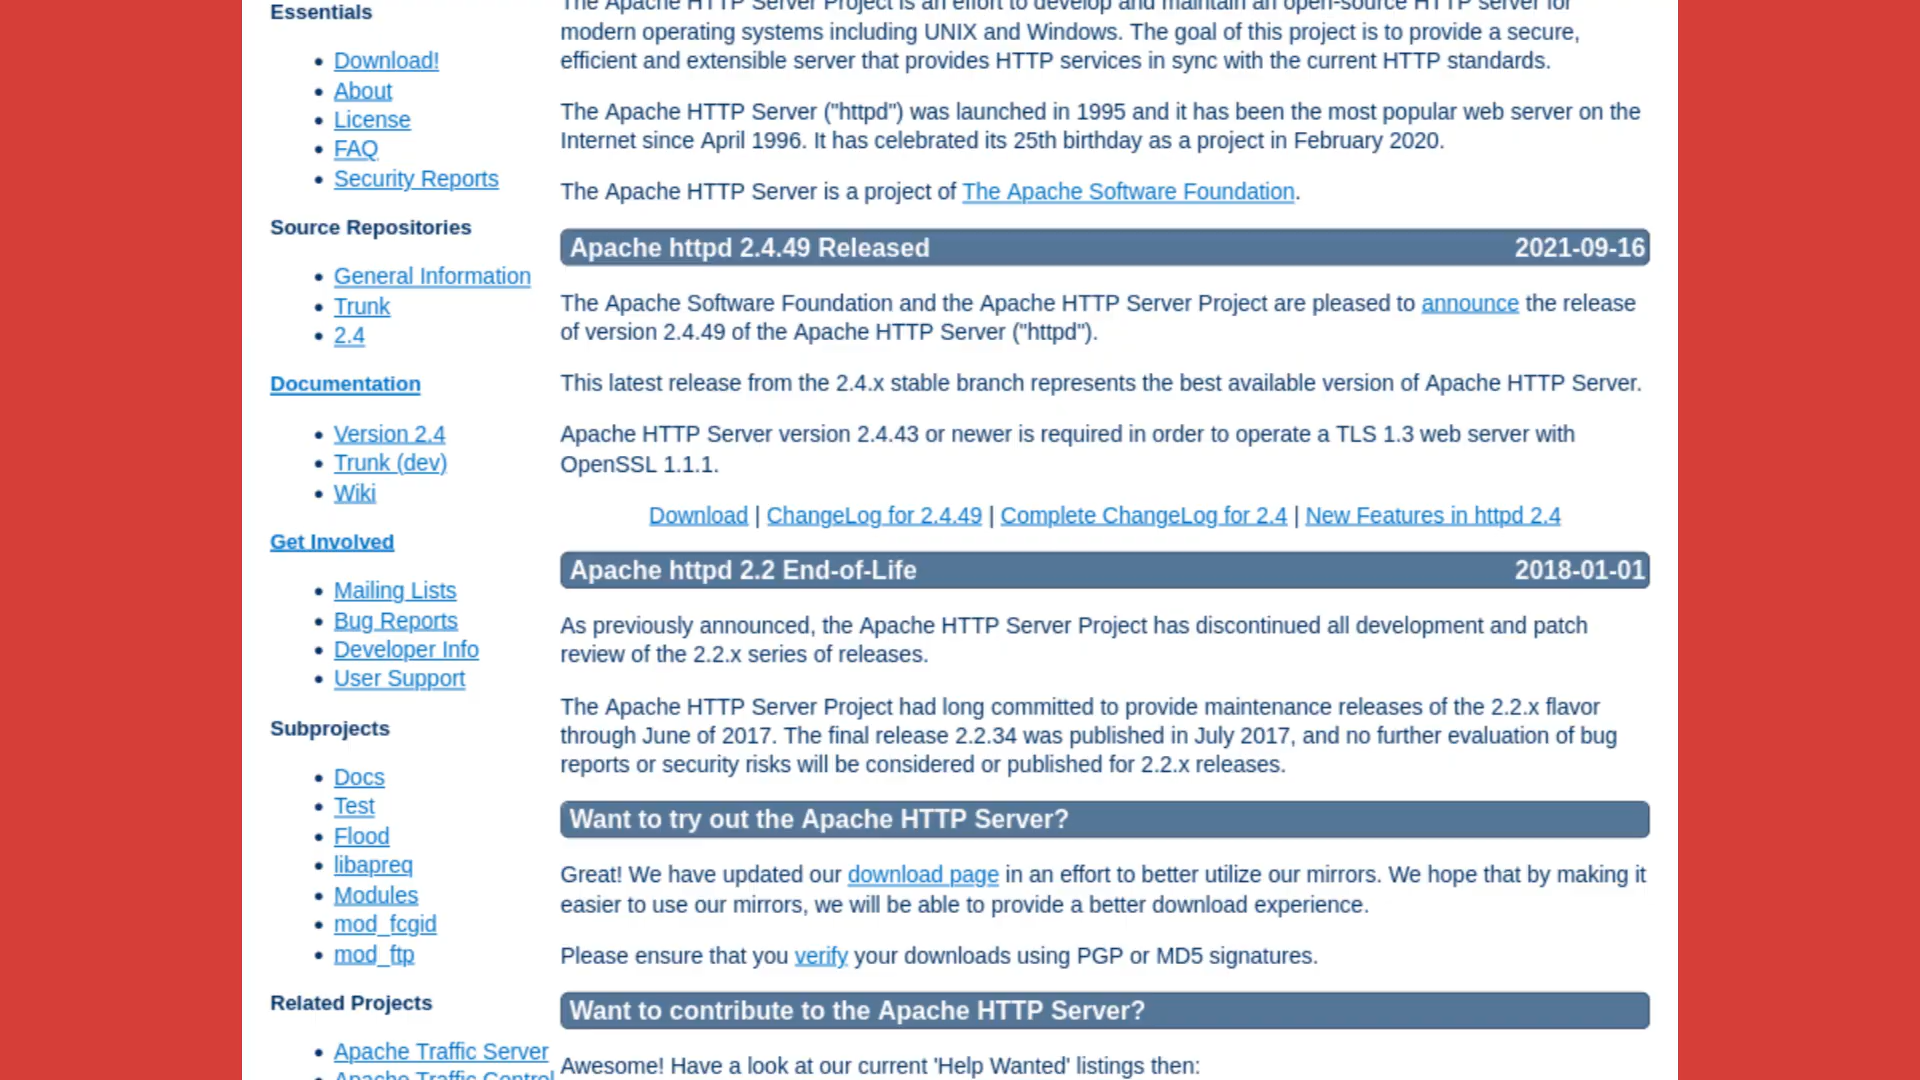 Essentials
Download!
About
License
FAQ
Security Reports
Source Repositories
General Information
Trunk
2.4
Documentation
Version 2.4
Trunk (dev)
Wiki
Get Involved
Mailing Lists
Bug Reports
Developer Info
User Support
Subprojects
Docs
Test
Flood
libapreq
Modules
mod_fcgid
mod_ftp
Related Projects
Apache Traffic Server
Apache Traffic Control
The Apache HTTP Server Project is an effort to develop and maintain an open-source HTTP server for
modern operating systems including UNIX and Windows. The goal of this project is to provide a secure,
efficient and extensible server that provides HTTP services in sync with the current HTTP standards.
The Apache HTTP Server ("httpd") was launched in 1995 and it has been the most popular web server on the
Internet since April 1996. It has celebrated its 25th birthday as a project in February 2020.
The Apache HTTP Server is a project of The Apache Software Foundation.
Apache httpd 2.4.49 Released 2021-09-16
The Apache Software Foundation and the Apache HTTP Server Project are pleased to announce the release
of version 2.4.49 of the Apache HTTP Server ("httpd").
This latest release from the 2.4.x stable branch represents the best available version of Apache HTTP Server.
Apache HTTP Server version 2.4.43 or newer is required in order to operate a TLS 1.3 web server with
OpenSSL 1.1.1.
Download | ChangeLog for 2.4.49 | Complete ChangeLog for 2.4 | New Features in httpd 2.4
Apache httpd 2.2 End-of-Life 2018-01-01
As previously announced, the Apache HTTP Server Project has discontinued all development and patch
review of the 2.2.x series of releases.
The Apache HTTP Server Project had long committed to provide maintenance releases of the 2.2.x flavor
through June of 2017. The final release 2.2.34 was published in July 2017, and no further evaluation of bug
reports or security risks will be considered or published for 2.2.x releases.
Want to try out the Apache HTTP Server?
Great! We have updated our download page in an effort to better utilize our mirrors. We hope that by making it
easier to use our mirrors, we will be able to provide a better download experience.
Please ensure that you verify your downloads using PGP or MD5 signatures.
Want to contribute to the Apache HTTP Server?
Awesome! Have a look at our current 'Help Wanted' listings then: